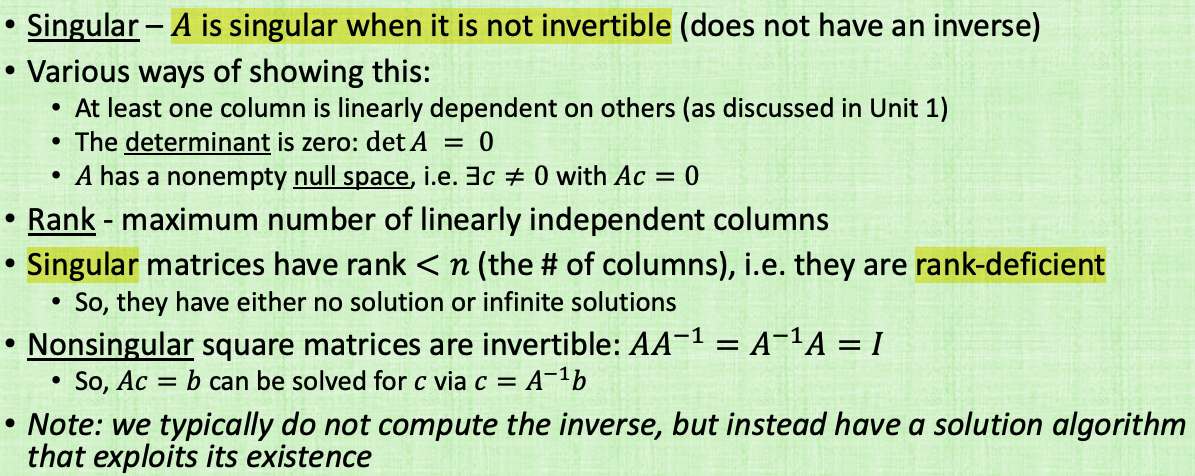 • Singular – A is singular when it is not invertible (does not have an inverse)
• Various ways of showing this:
• At least one column is linearly dependent on others (as discussed in Unit 1)
• The determinant is zero: det A = 0
• A has a nonempty null space, i.e. ∃c ≠ 0 with Ac = 0
• Rank - maximum number of linearly independent columns
• Singular matrices have rank < n (the # of columns), i.e. they are rank-deficient
• So, they have either no solution or infinite solutions
• Nonsingular square matrices are invertible: AA⁻¹ = A⁻¹A = I
• So, Ac = b can be solved for c via c = A⁻¹b
• Note: we typically do not compute the inverse, but instead have a solution algorithm
that exploits its existence